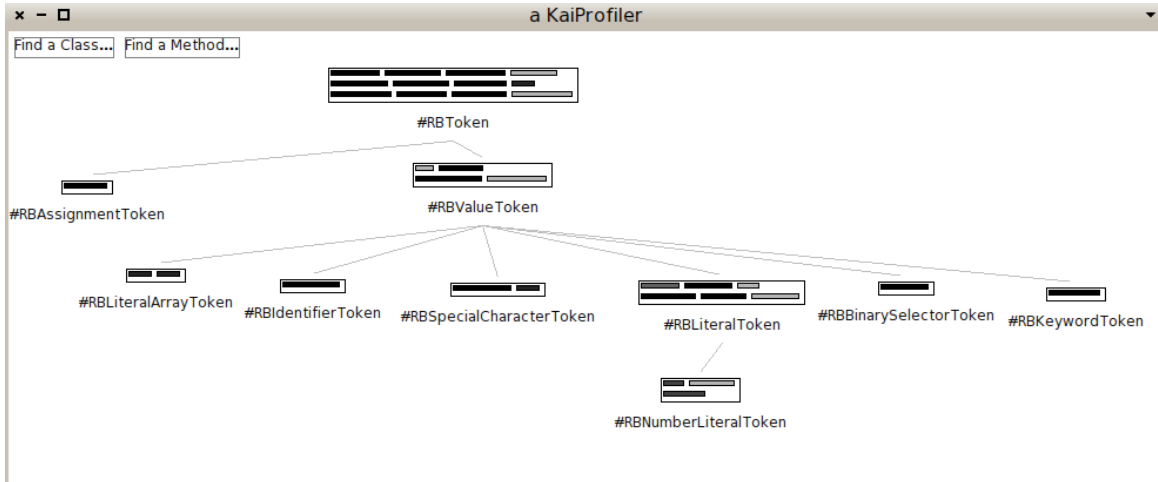 a KaiProfiler
Find a Class... Find a Method...
#RBToken
#RBAssignmentToken
#RBValueToken
#RBLiteralArrayToken
#RBIdentifierToken
#RBSpecialCharacterToken
#RBLiteralToken
#RBBinarySelectorToken
#RBKeywordToken
#RBNumberLiteralToken